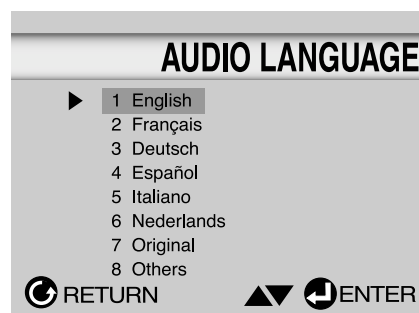 AUDIO LANGUAGE
1 English
2 Français
3 Deutsch
4 Español
5 Italiano
6 Nederlands
7 Original
8 Others
RETURN ENTER